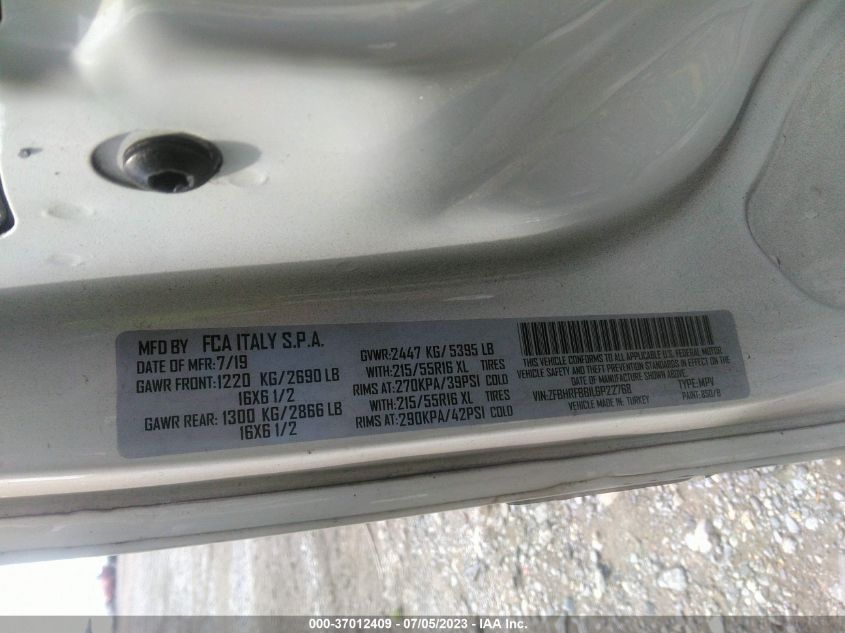 MFD BY FCA ITALY S.P.A.
DATE OF MFR:7/19
GAWR FRONT:1220 KG/2690 LB
16X6 1/2
GAWR REAR: 1300 KG/2866 LB
16X6 1/2
GVWR:2447 KG/5395 LB
WITH:215/55R16 XL TIRES
RIMS AT:270KPA/39PSI COLD
WITH:215/55R16 XL TIRES
RIMS AT:290KPA/42PSI COLD
THIS VEHICLE CONFORMS TO ALL APPLICABLE U.S. FEDERAL MOTOR
VEHICLE SAFETY AND THEFT PREVENTION STANDARDS IN EFFECT ON THE
DATE OF MANUFACTURE SHOWN ABOVE.
VIN:ZFBHRFBB1L6P22768 TYPE:MPV
VEHICLE MADE IN: TURKEY PAINT: 850/B
000-37012409 - 07/05/2023 - IAA Inc.